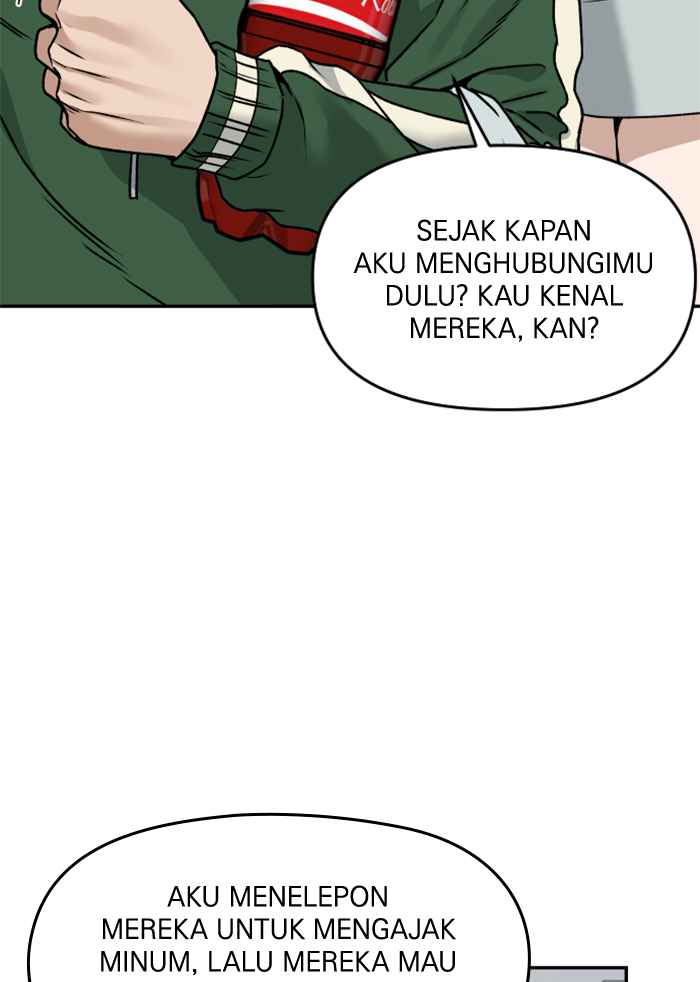 SEJAK KAPAN
AKU MENGHUBUNGIMU
DULU? KAU KENAL
MEREKA, KAN?
AKU MENELEPON
MEREKA UNTUK MENGAJAK
MINUM, LALU MEREKA MAU